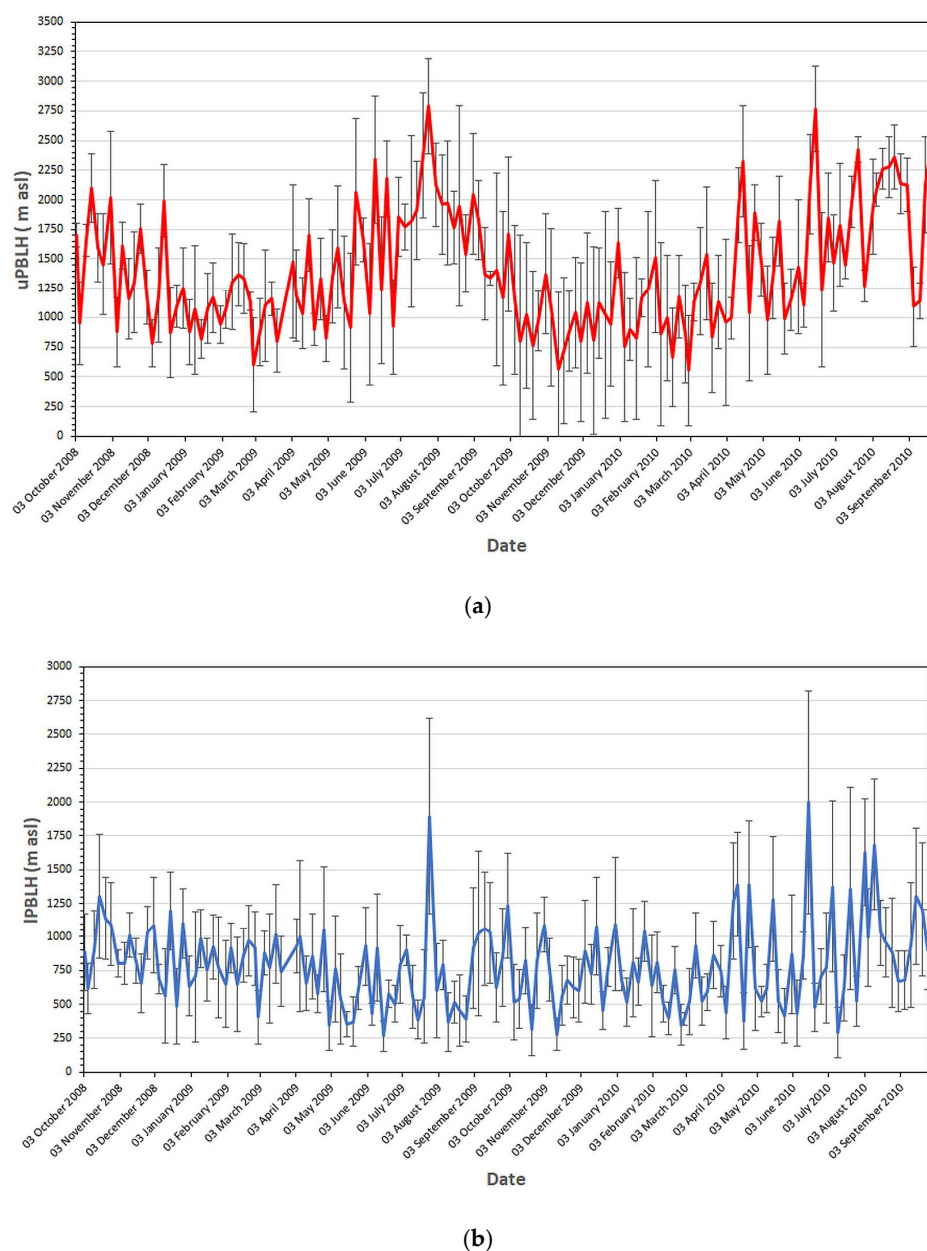 3500
3250
3000
2750
2500
2250
2000
1750
1500
1250
1000
750
500
250
0
uPBLH ( m asl)
03 October 2008
03 November 2008
03 December 2008
03 January 2009
03 February 2009
03 March 2009
03 April 2009
03 May 2009
03 June 2009
03 July 2009
03 August 2009
03 September 2009
03 October 2009
03 November 2009
03 December 2009
03 January 2010
03 February 2010
03 March 2010
03 April 2010
03 May 2010
03 June 2010
03 July 2010
03 August 2010
03 September 2010
Date
(a)
3000
2750
2500
2250
2000
1750
1500
1250
1000
750
500
250
0
lPBLH (m asl)
03 October 2008
03 November 2008
03 December 2008
03 January 2009
03 February 2009
03 March 2009
03 April 2009
03 May 2009
03 June 2009
03 July 2009
03 August 2009
03 September 2009
03 October 2009
03 November 2009
03 December 2009
03 January 2010
03 February 2010
03 March 2010
03 April 2010
03 May 2010
03 June 2010
03 July 2010
03 August 2010
03 September 2010
Date
(b)